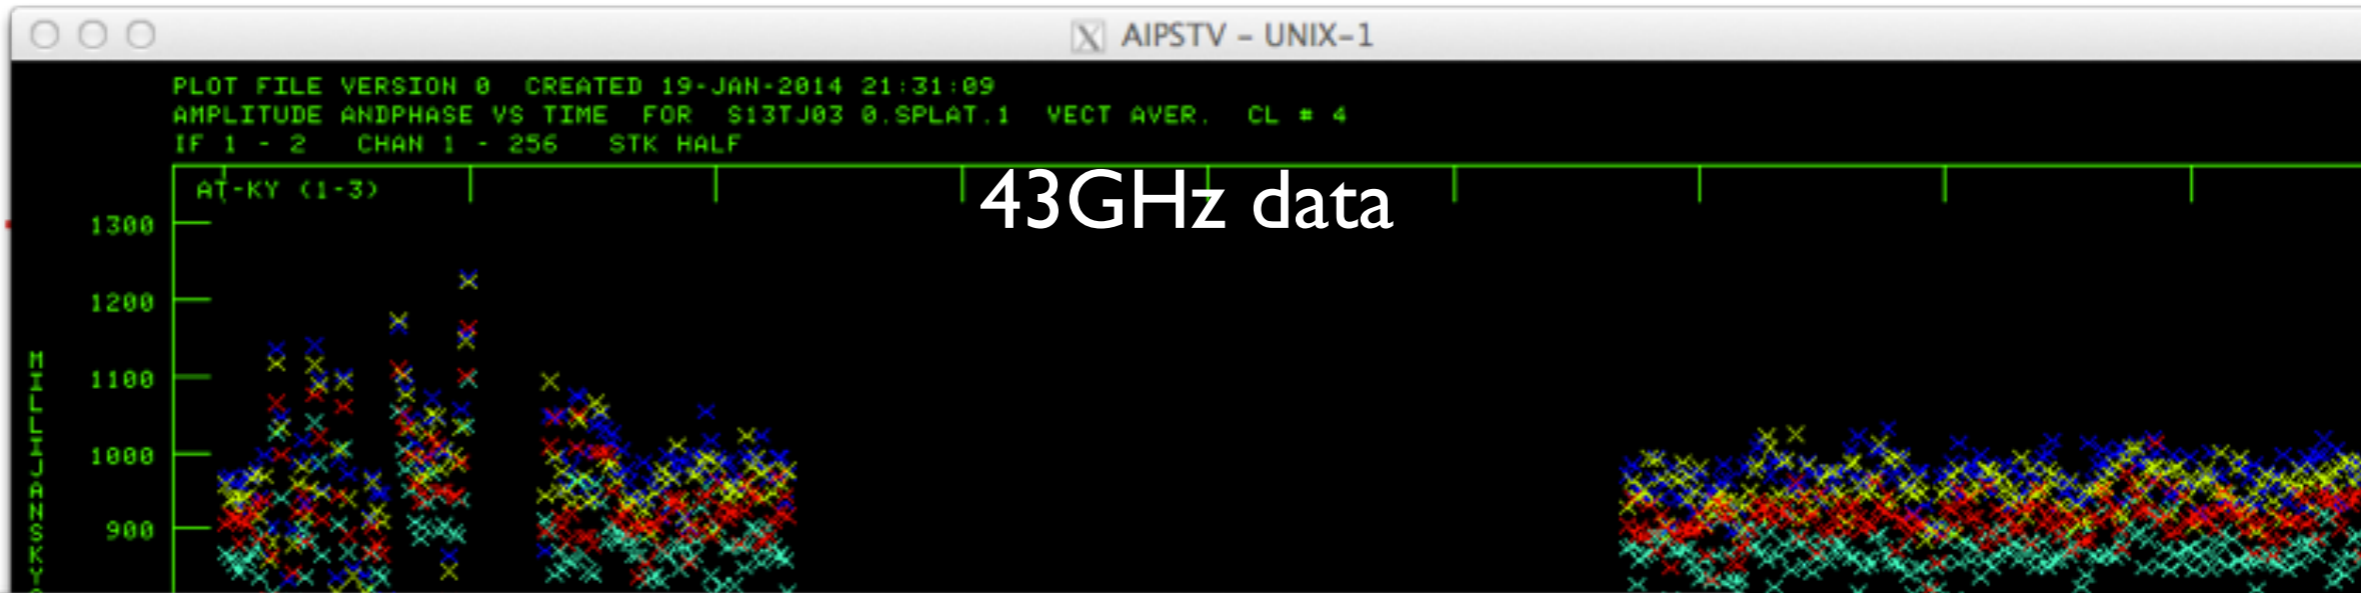 AIPSTV - UNIX-1
PLOT FILE VERSION 0 CREATED 19-JAN-2014 21:31:09
AMPLITUDE ANDPHASE VS TIME FOR S13TJ03 0.SPLAT.1 VECT AVER. CL # 4
IF 1 - 2 CHAN 1 - 256 STK HALF
AT-KY (1-3)
43GHz data
1300
1200
1100
1000
900
MILLIJANSKY